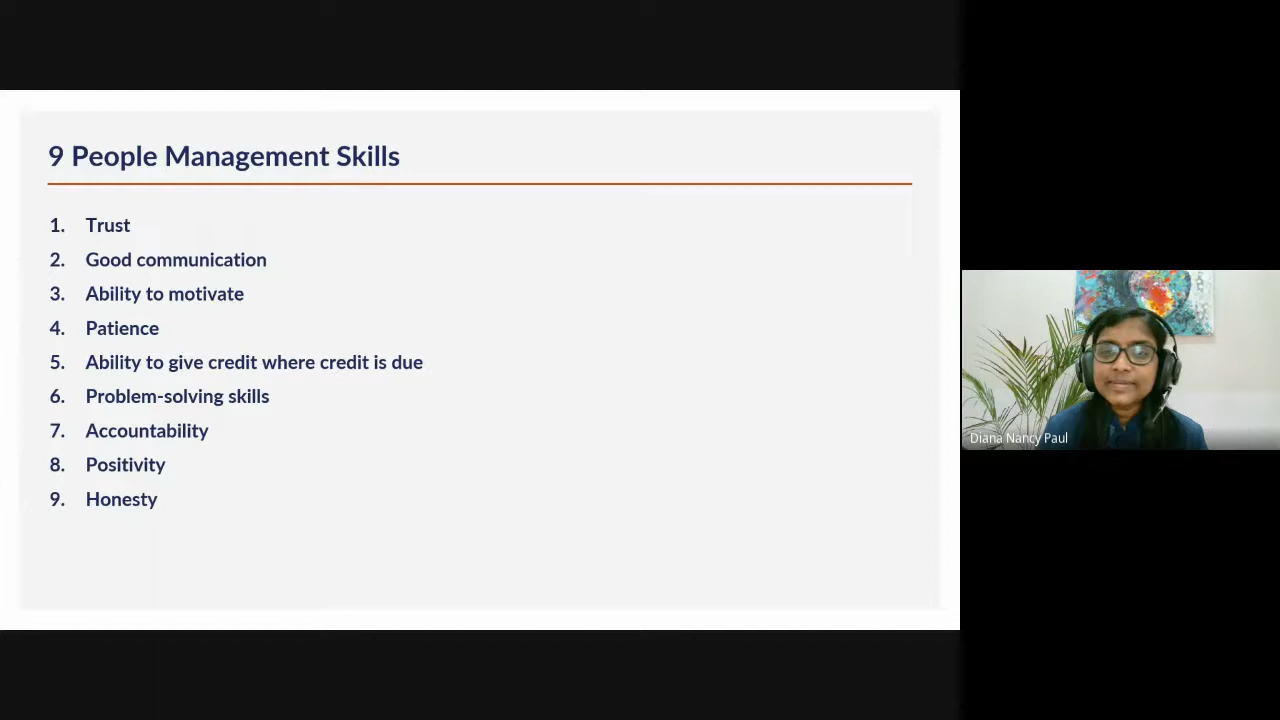 9 People Management Skills
1. Trust
2. Good communication
3. Ability to motivate
4. Patience
5. Ability to give credit where credit is due
6. Problem-solving skills
7. Accountability
8. Positivity
9. Honesty
Diana Nancy Paul